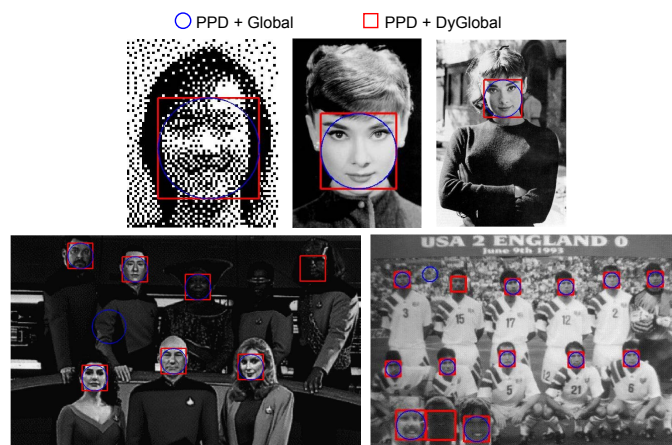 PPD + Global
PPD + DyGlobal
USA 2 ENGLAND 0
June 9th 1993
3
15
17
12
2
5
21
6